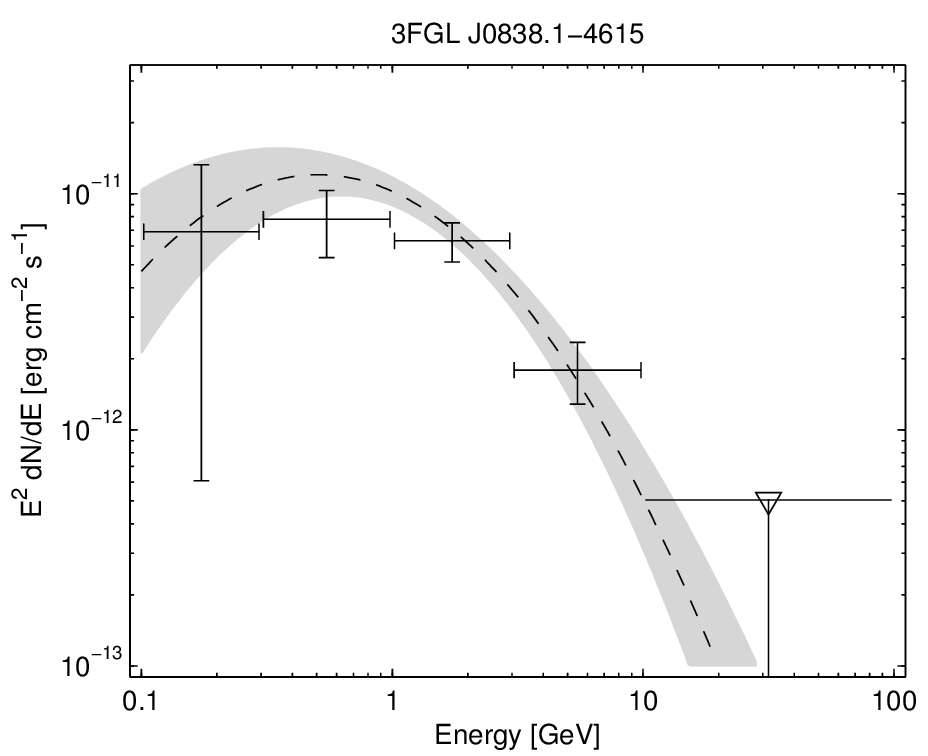 3FGL J0838.1−4615
E² dN/dE [erg cm⁻² s⁻¹]
10⁻¹¹
10⁻¹²
10⁻¹³
0.1 1 10 100
Energy [GeV]